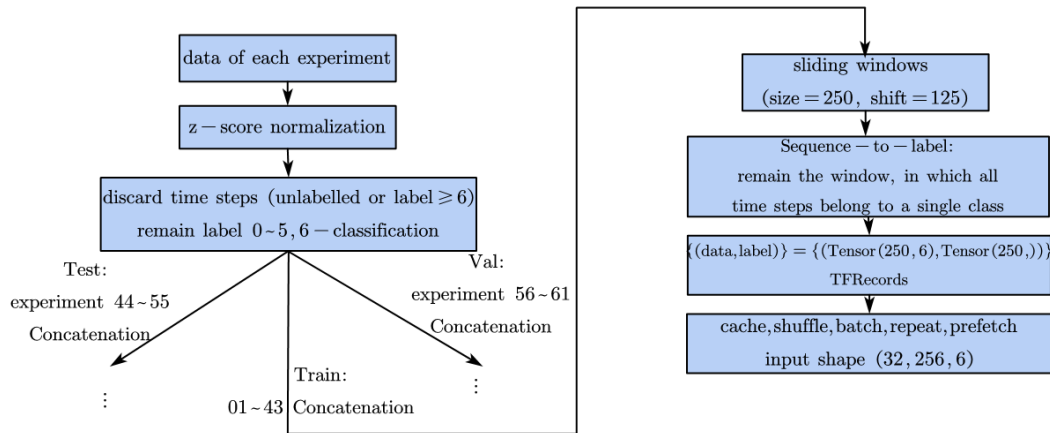 data of each experiment
z−score normalization
discard time steps (unlabelled or label≥6)
remain label 0~5,6−classification
Test:
experiment 44~55
Concatenation
⋮
Train:
01~43 Concatenation
Val:
experiment 56~61
Concatenation
⋮
sliding windows
(size=250, shift=125)
Sequence−to−label:
remain the window, in which all
time steps belong to a single class
{(data,label)}={(Tensor(250,6),Tensor(250,))}
TFRecords
cache,shuffle,batch,repeat,prefetch
input shape (32,256,6)